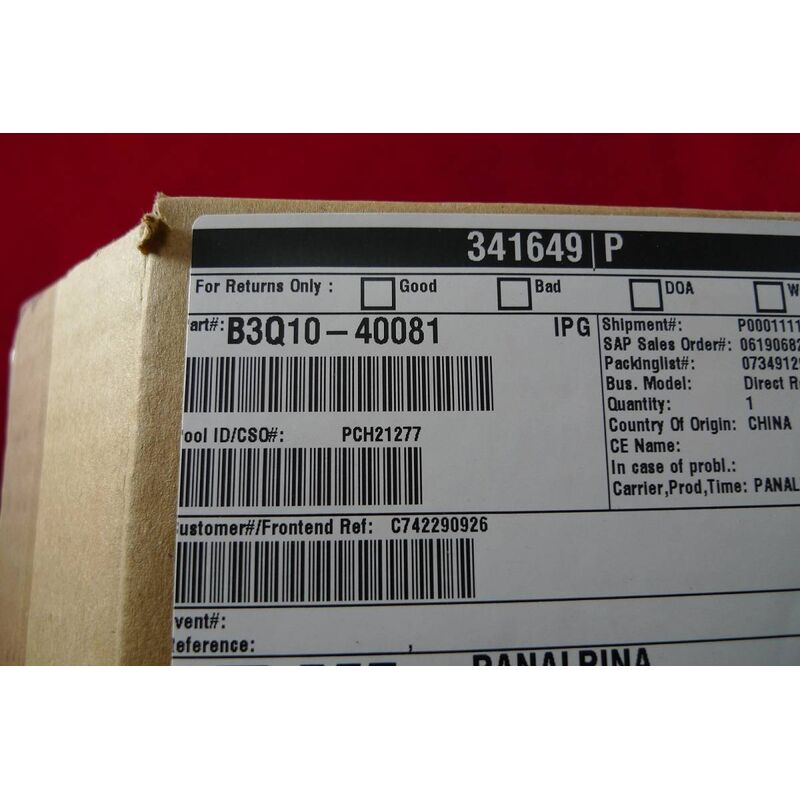 341649|P
For Returns Only : Good Bad DOA W
art#: B3Q10-40081 IPG
ool ID/CSO#: PCH21277
ustomer#/Frontend Ref: C742290926
vent#:
eference:
Shipment#: P0001111
SAP Sales Order#: 06190682
Packinglist#: 0734912
Bus. Model: Direct R
Quantity: 1
Country Of Origin: CHINA
CE Name:
In case of probl.:
Carrier,Prod,Time: PANAL
PANALPINA